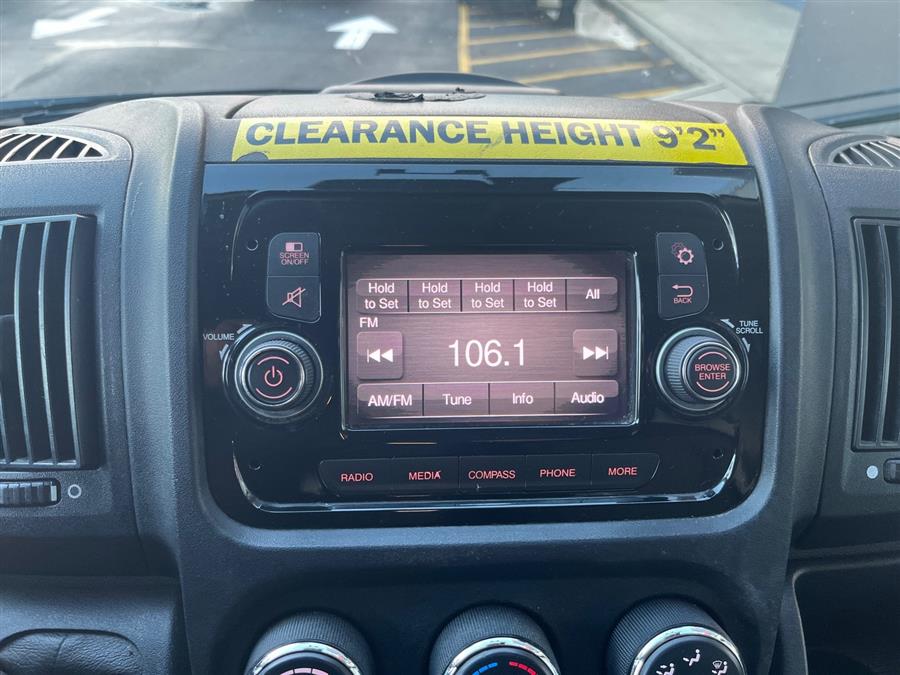 CLEARANCE HEIGHT 9'2"
SCREEN
ON/OFF
BACK
VOLUME
TUNE
SCROLL
BROWSE
ENTER
Hold
to Set
Hold
to Set
Hold
to Set
Hold
to Set
All
FM
106.1
AM/FM
Tune
Info
Audio
RADIO
MEDIA
COMPASS
PHONE
MORE